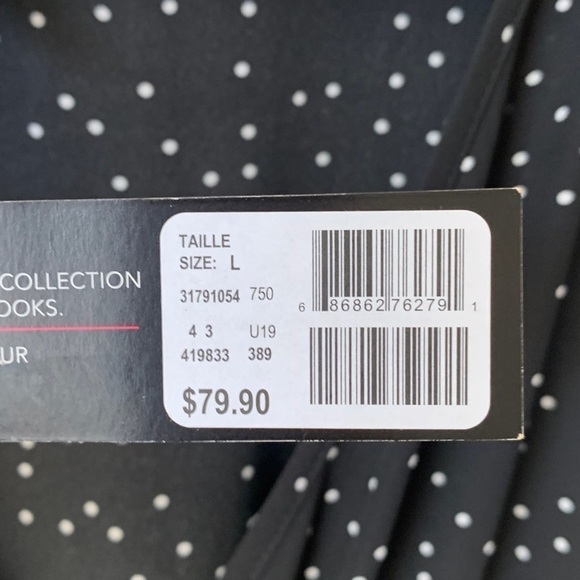 COLLECTION
OOKS.
UR
TAILLE
SIZE: L
31791054 750
4 3 U19
419833 389
$79.90
6 86862 76279 1